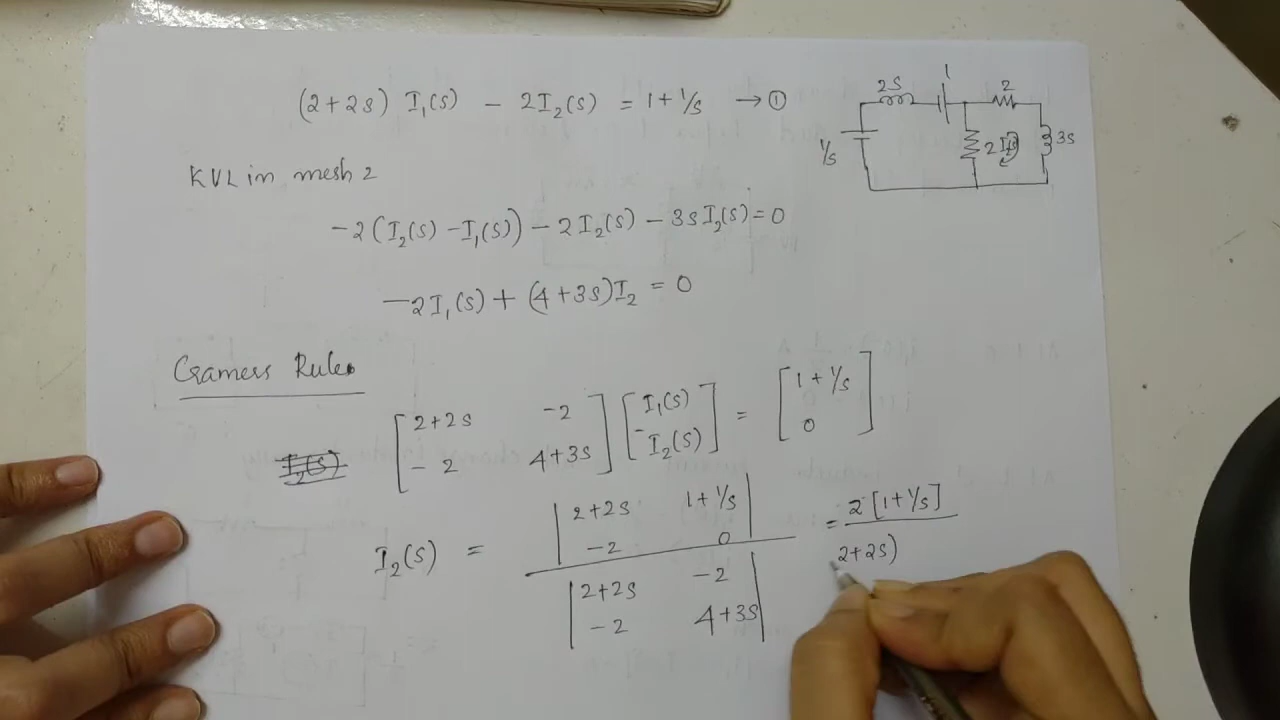 (2+2s) I₁(s) − 2I₂(s) = 1+1/s → ①
2s
1
2
1/s
2
3s
KVL in mesh 2
−2(I₂(s) −I₁(s)) − 2I₂(s) − 3sI₂(s) = 0
−2I₁(s) + (4+3s)I₂ = 0
Cramers Rule
[2+2s −2] [I₁(s)] = [1+1/s]
[−2 4+3s] [I₂(s)] [0]
I₂(s) = |2+2s 1+1/s| = 2[1+1/s]
|−2 0| 2+2s)
|2+2s −2|
|−2 4+3s|